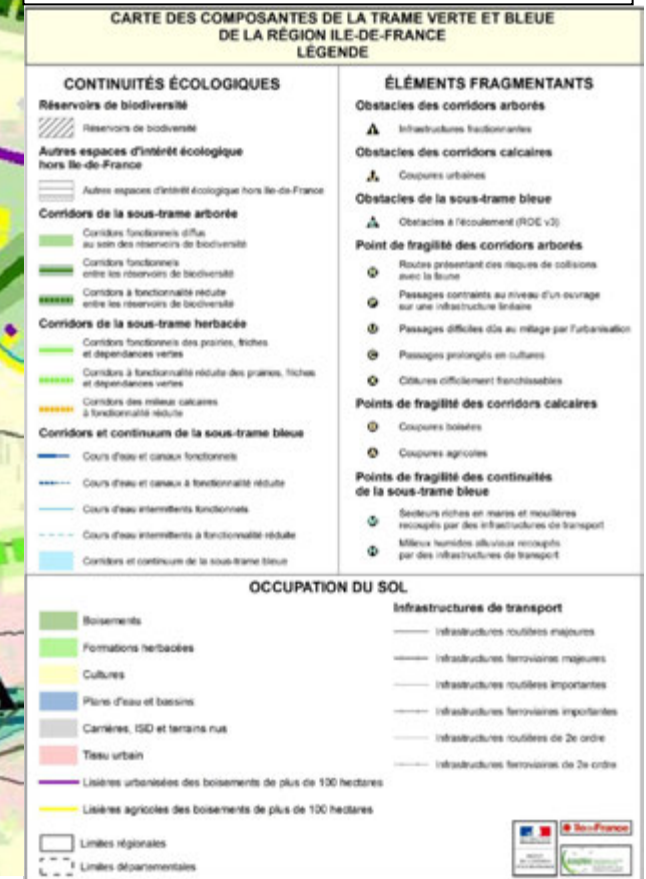 CARTE DES COMPOSANTES DE LA TRAME VERTE ET BLEUE
DE LA RÉGION ILE-DE-FRANCE
LÉGENDE
CONTINUITÉS ÉCOLOGIQUES
Réservoirs de biodiversité
Réservoirs de biodiversité
Autres espaces d'intérêt écologique
hors Ile-de-France
Autres espaces d'intérêt écologique hors Ile-de-France
Corridors de la sous-trame arborée
Corridors fonctionnels diffus
au sein des réservoirs de biodiversité
Corridors fonctionnels
entre les réservoirs de biodiversité
Corridors à fonctionnalité réduite
entre les réservoirs de biodiversité
Corridors de la sous-trame herbacée
Corridors fonctionnels des prairies, friches
et dépendances vertes
Corridors à fonctionnalité réduite des prairies, friches
et dépendances vertes
Corridors des milieux calcaires
à fonctionnalité réduite
Corridors et continuum de la sous-trame bleue
Cours d'eau et canaux fonctionnels
Cours d'eau et canaux à fonctionnalité réduite
Cours d'eau intermittents fonctionnels
Cours d'eau intermittents à fonctionnalité réduite
Corridors et continuum de la sous-trame bleue
ÉLÉMENTS FRAGMENTANTS
Obstacles des corridors arborés
Infrastructures fractionnantes
Obstacles des corridors calcaires
Coupures urbaines
Obstacles de la sous-trame bleue
Obstacles à l'écoulement (ROE v3)
Point de fragilité des corridors arborés
Routes présentant des risques de collisions
avec la faune
Passages contraints au niveau d'un ouvrage
sur une infrastructure linéaire
Passages difficiles dûs au mitage par l'urbanisation
Passages prolongés en cultures
Clôtures difficilement franchissables
Points de fragilité des corridors calcaires
Coupures boisées
Coupures agricoles
Points de fragilité des continuités
de la sous-trame bleue
Secteurs riches en mares et mouillères
recoupés par des infrastructures de transport
Milieux humides alluviaux recoupés
par des infrastructures de transport
OCCUPATION DU SOL
Boisements
Formations herbacées
Cultures
Plans d'eau et bassins
Carrières, ISD et terrains nus
Tissu urbain
Lisières urbanisées des boisements de plus de 100 hectares
Lisières agricoles des boisements de plus de 100 hectares
Limites régionales
Limites départementales
Infrastructures de transport
Infrastructures routières majeures
Infrastructures ferroviaires majeures
Infrastructures routières importantes
Infrastructures ferroviaires importantes
Infrastructures routières de 2e ordre
Infrastructures ferroviaires de 2e ordre
îledeFrance